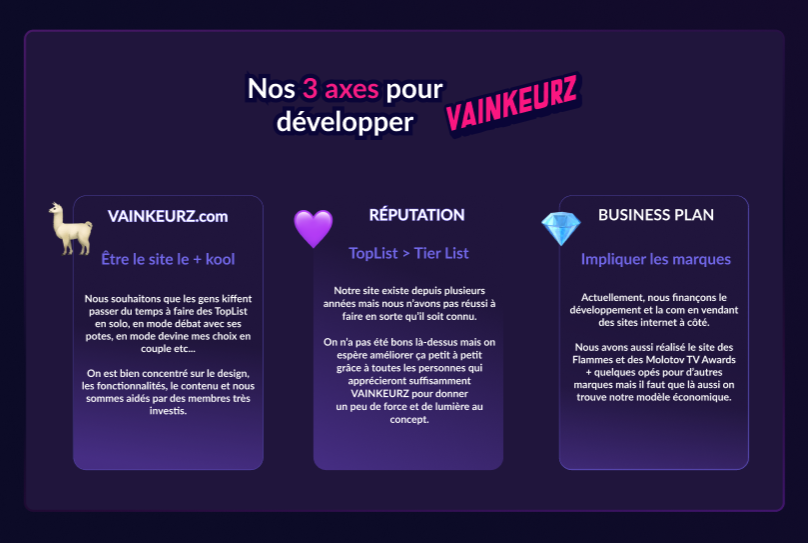 Nos 3 axes pour
développer
VAINKEURZ
VAINKEURZ.com
Être le site le + kool
Nous souhaitons que les gens kiffent
passer du temps à faire des TopList
en solo, en mode débat avec ses
potes, en mode devine mes choix en
couple etc...
On est bien concentré sur le design,
les fonctionnalités, le contenu et nous
sommes aidés par des membres très
investis.
RÉPUTATION
TopList > Tier List
Notre site existe depuis plusieurs
années mais nous n'avons pas réussi à
faire en sorte qu'il soit connu.
On n'a pas été bons là-dessus mais on
espère améliorer ça petit à petit
grâce à toutes les personnes qui
apprécieront suffisamment
VAINKEURZ pour donner
un peu de force et de lumière au
concept.
BUSINESS PLAN
Impliquer les marques
Actuellement, nous finançons le
développement et la com en vendant
des sites internet à côté.
Nous avons aussi réalisé le site des
Flammes et des Molotov TV Awards
+ quelques opés pour d'autres
marques mais il faut que là aussi on
trouve notre modèle économique.